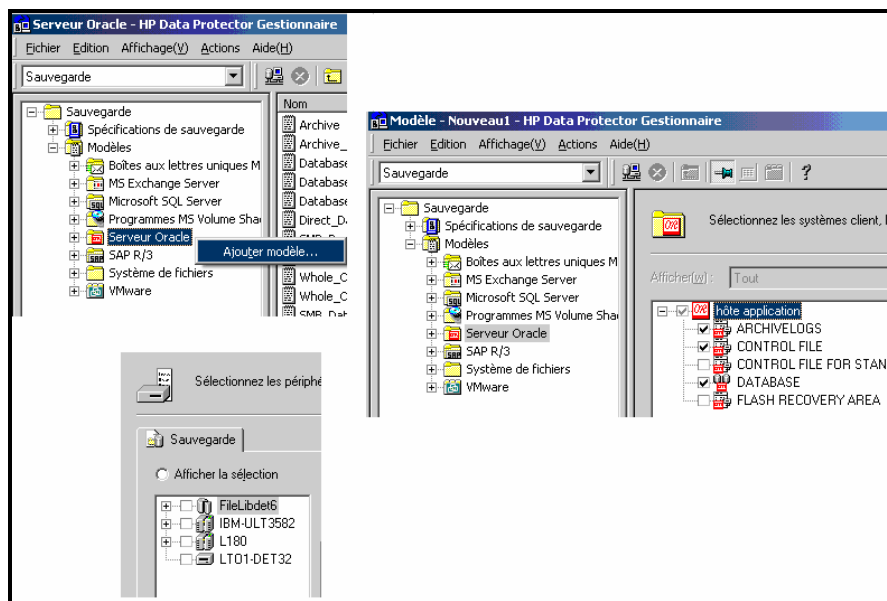 Serveur Oracle - HP Data Protector Gestionnaire
Fichier Edition Affichage(V) Actions Aide(H)
Sauvegarde
Sauvegarde
Spécifications de sauvegarde
Modèles
Boîtes aux lettres uniques M
MS Exchange Server
Microsoft SQL Server
Programmes MS Volume Sha
Serveur Oracle
SAP R/3
Système de fichiers
VMware
Nom
Archive
Archive_
Database
Database
Database
Direct_Da
Ajouter modèle...
Whole_O
Whole_O
SMB_Dat
Modèle - Nouveau1 - HP Data Protector Gestionnaire
Fichier Edition Affichage(V) Actions Aide(H)
Sauvegarde
Sauvegarde
Spécifications de sauvegarde
Modèles
Boîtes aux lettres uniques M
MS Exchange Server
Microsoft SQL Server
Programmes MS Volume Sha
Serveur Oracle
SAP R/3
Système de fichiers
VMware
Sélectionnez les systèmes client,
Afficher(w) : Tout
hôte application
ARCHIVELOGS
CONTROL FILE
CONTROL FILE FOR STAN
DATABASE
FLASH RECOVERY AREA
Sélectionnez les périphé
Sauvegarde
Afficher la sélection
FileLibdet6
IBM-ULT3582
L180
LTO1-DET32